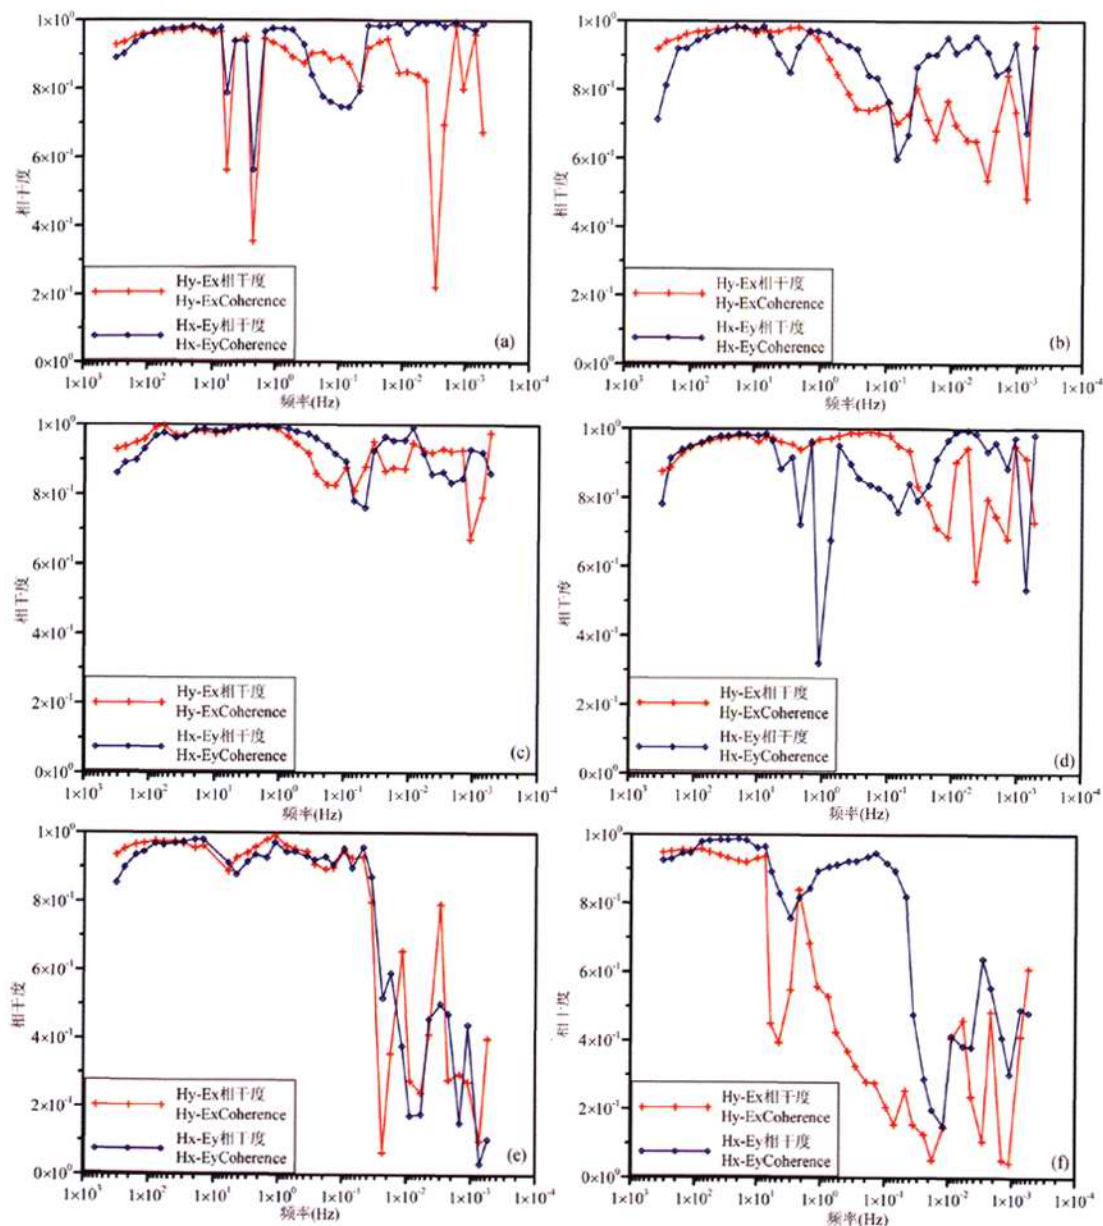 1×10⁰
8×10⁻¹
6×10⁻¹
相干度
4×10⁻¹
2×10⁻¹
0×10⁰
Hy-Ex相干度
Hy-ExCoherence
Hx-Ey相干度
Hx-EyCoherence
(a)
1×10³ 1×10² 1×10¹ 1×10⁰ 1×10⁻¹ 1×10⁻² 1×10⁻³ 1×10⁻⁴
频率(Hz)
1×10⁰
8×10⁻¹
6×10⁻¹
相干度
4×10⁻¹
2×10⁻¹
0×10⁰
Hy-Ex相干度
Hy-ExCoherence
Hx-Ey相干度
Hx-EyCoherence
(b)
1×10³ 1×10² 1×10¹ 1×10⁰ 1×10⁻¹ 1×10⁻² 1×10⁻³ 1×10⁻⁴
频率(Hz)
1×10⁰
8×10⁻¹
6×10⁻¹
相干度
4×10⁻¹
2×10⁻¹
0×10⁰
Hy-Ex相干度
Hy-ExCoherence
Hx-Ey相干度
Hx-EyCoherence
(c)
1×10³ 1×10² 1×10¹ 1×10⁰ 1×10⁻¹ 1×10⁻² 1×10⁻³ 1×10⁻⁴
频率(Hz)
1×10⁰
8×10⁻¹
6×10⁻¹
相干度
4×10⁻¹
2×10⁻¹
0×10⁰
Hy-Ex相干度
Hy-ExCoherence
Hx-Ey相干度
Hx-EyCoherence
(d)
1×10³ 1×10² 1×10¹ 1×10⁰ 1×10⁻¹ 1×10⁻² 1×10⁻³ 1×10⁻⁴
频率(Hz)
1×10⁰
8×10⁻¹
6×10⁻¹
相干度
4×10⁻¹
2×10⁻¹
0×10⁰
Hy-Ex相干度
Hy-ExCoherence
Hx-Ey相干度
Hx-EyCoherence
(e)
1×10³ 1×10² 1×10¹ 1×10⁰ 1×10⁻¹ 1×10⁻² 1×10⁻³ 1×10⁻⁴
频率(Hz)
1×10⁰
8×10⁻¹
6×10⁻¹
相干度
4×10⁻¹
2×10⁻¹
0×10⁰
Hy-Ex相干度
Hy-ExCoherence
Hx-Ey相干度
Hx-EyCoherence
(f)
1×10³ 1×10² 1×10¹ 1×10⁰ 1×10⁻¹ 1×10⁻² 1×10⁻³ 1×10⁻⁴
频率(Hz)